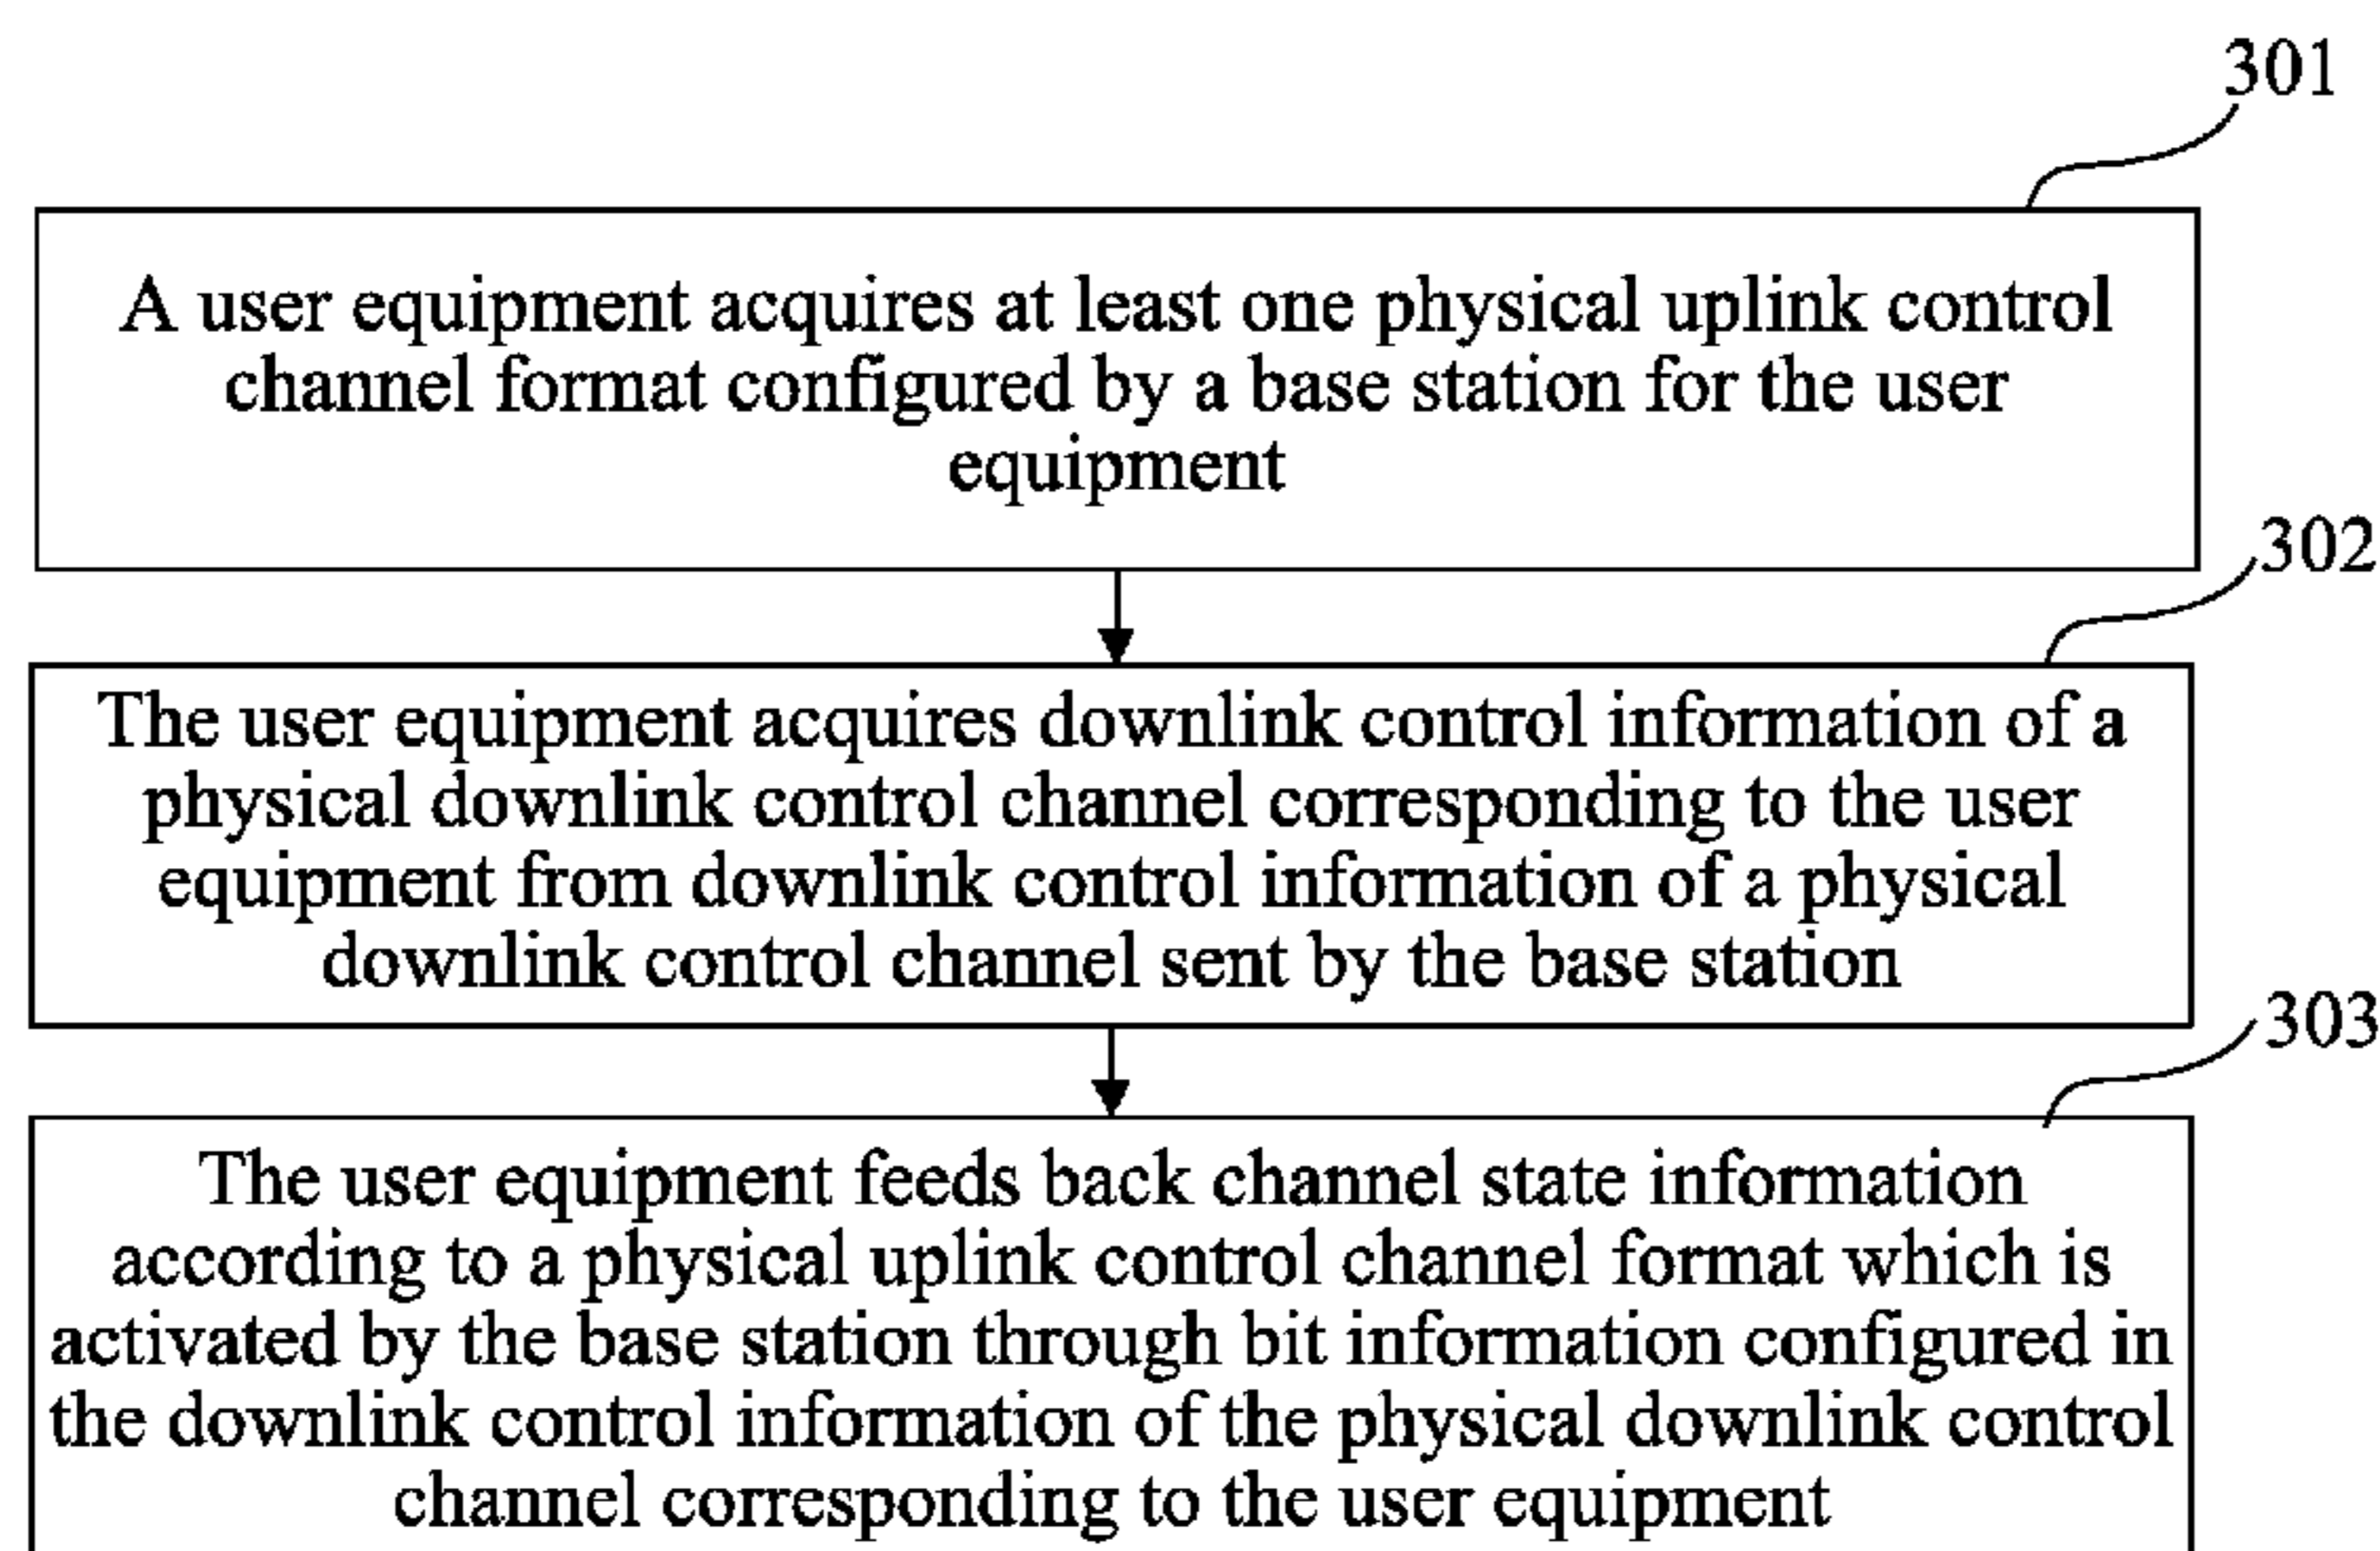 301
A user equipment acquires at least one physical uplink control
channel format configured by a base station for the user
equipment
302
The user equipment acquires downlink control information of a
physical downlink control channel corresponding to the user
equipment from downlink control information of a physical
downlink control channel sent by the base station
303
The user equipment feeds back channel state information
according to a physical uplink control channel format which is
activated by the base station through bit information configured in
the downlink control information of the physical downlink control
channel corresponding to the user equipment